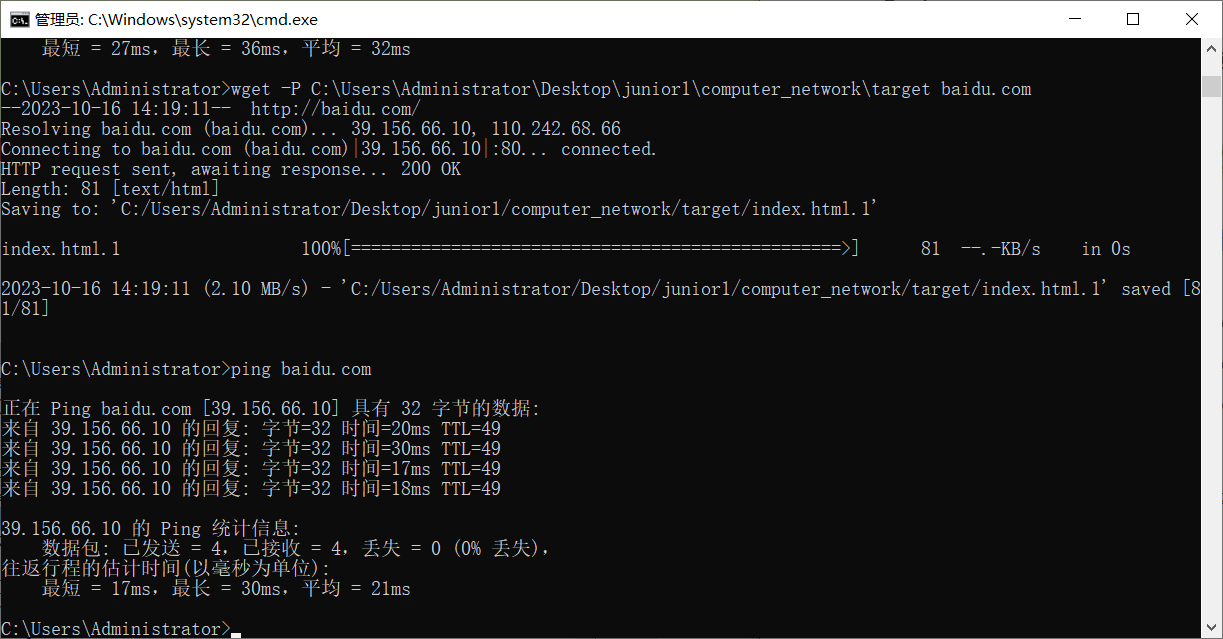 管理员: C:\Windows\system32\cmd.exe
最短 = 27ms，最长 = 36ms，平均 = 32ms
C:\Users\Administrator>wget -P C:\Users\Administrator\Desktop\junior1\computer_network\target baidu.com
--2023-10-16 14:19:11--  http://baidu.com/
Resolving baidu.com (baidu.com)... 39.156.66.10, 110.242.68.66
Connecting to baidu.com (baidu.com)|39.156.66.10|:80... connected.
HTTP request sent, awaiting response... 200 OK
Length: 81 [text/html]
Saving to: 'C:/Users/Administrator/Desktop/junior1/computer_network/target/index.html.1'
index.html.1                  100%[=================================================>]      81  --.-KB/s    in 0s
2023-10-16 14:19:11 (2.10 MB/s) - 'C:/Users/Administrator/Desktop/junior1/computer_network/target/index.html.1' saved [8
1/81]
C:\Users\Administrator>ping baidu.com
正在 Ping baidu.com [39.156.66.10] 具有 32 字节的数据:
来自 39.156.66.10 的回复: 字节=32 时间=20ms TTL=49
来自 39.156.66.10 的回复: 字节=32 时间=30ms TTL=49
来自 39.156.66.10 的回复: 字节=32 时间=17ms TTL=49
来自 39.156.66.10 的回复: 字节=32 时间=18ms TTL=49
39.156.66.10 的 Ping 统计信息:
数据包: 已发送 = 4，已接收 = 4，丢失 = 0 (0% 丢失)，
往返行程的估计时间(以毫秒为单位):
最短 = 17ms，最长 = 30ms，平均 = 21ms
C:\Users\Administrator>